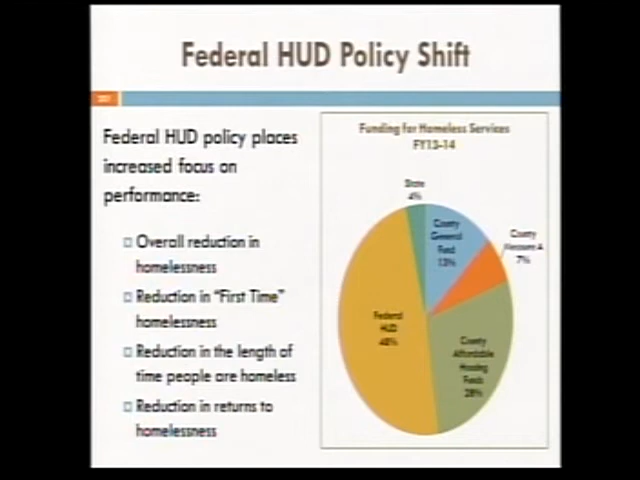 Federal HUD Policy Shift
Federal HUD policy places
increased focus on
performance:
Overall reduction in
homelessness
Reduction in "First Time"
homelessness
Reduction in the length of
time people are homeless
Reduction in returns to
homelessness
Funding for Homeless Services
FY13-14
State
4%
County
General
Fund
13%
County
Measure A
7%
County
Affordable
Housing
Funds
28%
Federal
HUD
48%